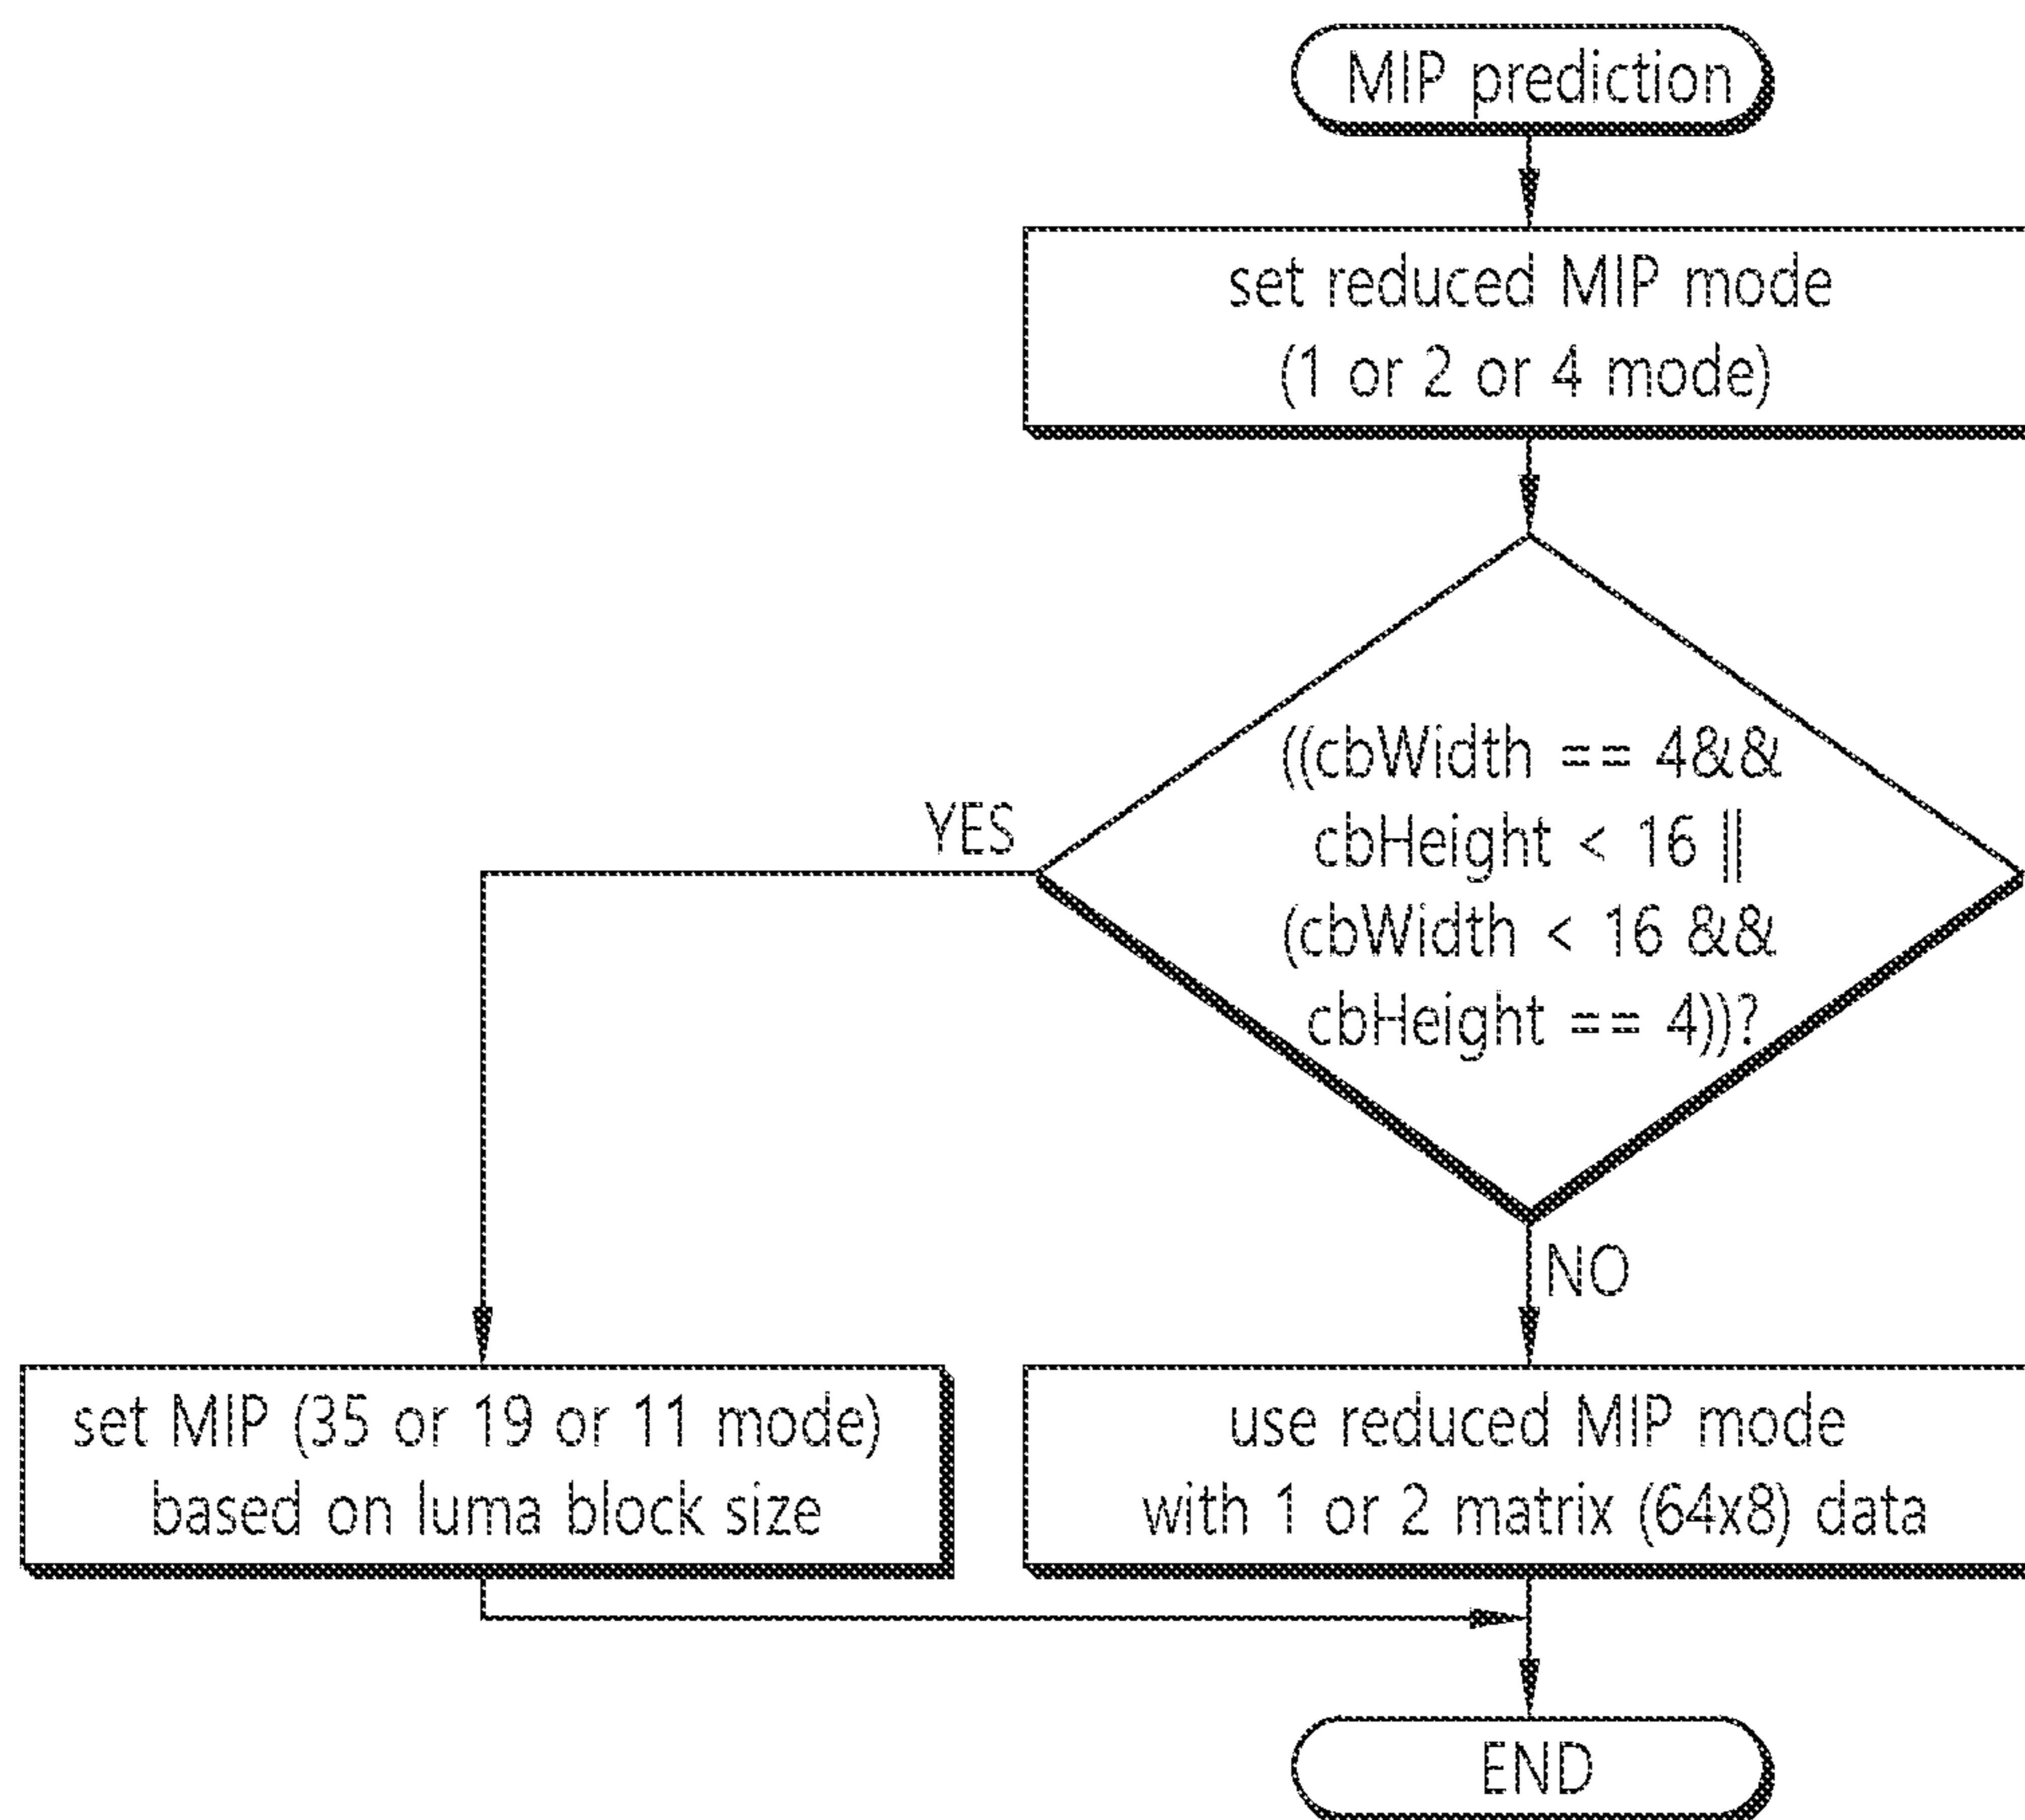 MIP prediction
set reduced MIP mode
(1 or 2 or 4 mode)
((cbWidth == 4&&
cbHeight < 16 ||
(cbWidth < 16 &&
cbHeight == 4))?
YES
NO
set MIP (35 or 19 or 11 mode)
based on luma block size
use reduced MIP mode
with 1 or 2 matrix (64x8) data
END